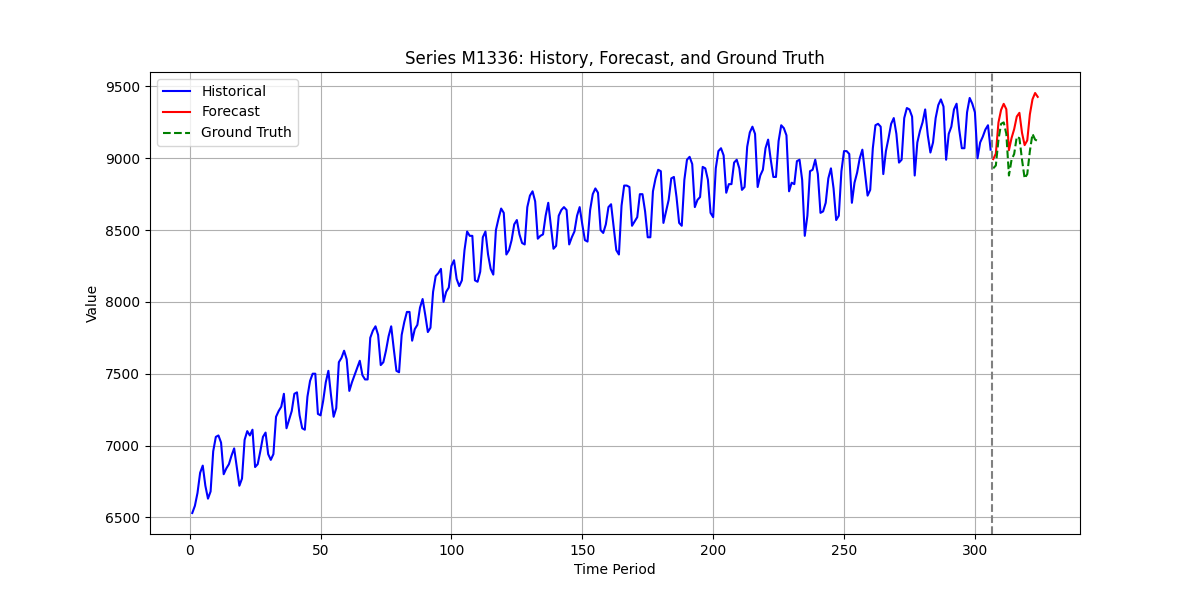 Series M1336: History, Forecast, and Ground Truth
Historical
Forecast
Ground Truth
9500
9000
8500
8000
7500
7000
6500
Value
0 50 100 150 200 250 300
Time Period